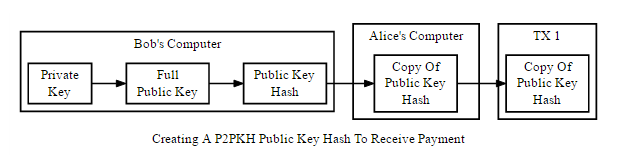 Bob's Computer
Private
Key
Full
Public Key
Public Key
Hash
Alice's Computer
Copy Of
Public Key
Hash
TX 1
Copy Of
Public Key
Hash
Creating A P2PKH Public Key Hash To Receive Payment